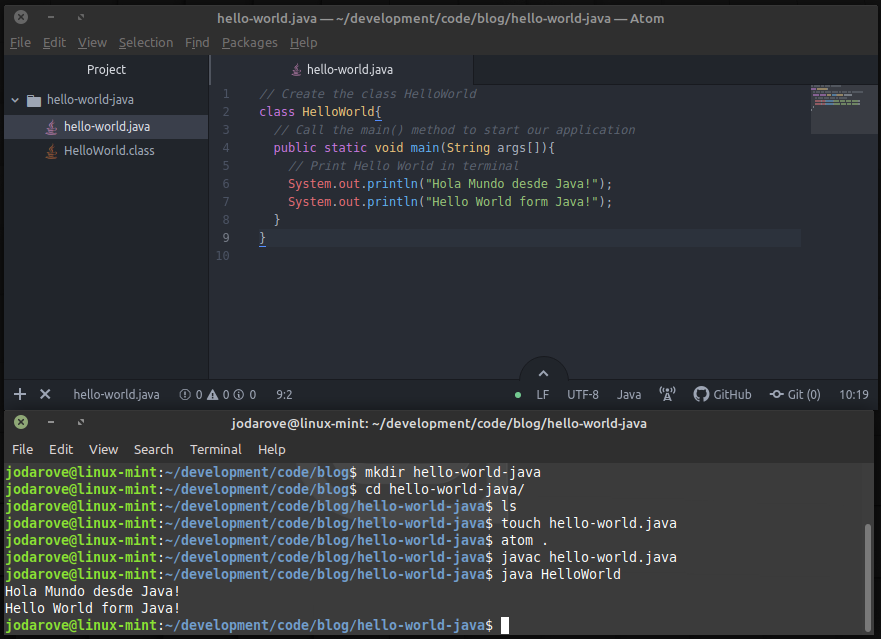 hello-world.java — ~/development/code/blog/hello-world-java — Atom
File Edit View Selection Find Packages Help
Project
hello-world.java
hello-world-java
hello-world.java
HelloWorld.class
1 // Create the class HelloWorld
2 class HelloWorld{
3 // Call the main() method to start our application
4 public static void main(String args[]){
5 // Print Hello World in terminal
6 System.out.println("Hola Mundo desde Java!");
7 System.out.println("Hello World form Java!");
8 }
9 }
10
hello-world.java 0 0 0 9:2 LF UTF-8 Java GitHub Git (0) 10:19
jodarove@linux-mint: ~/development/code/blog/hello-world-java
File Edit View Search Terminal Help
jodarove@linux-mint:~/development/code/blog$ mkdir hello-world-java
jodarove@linux-mint:~/development/code/blog$ cd hello-world-java/
jodarove@linux-mint:~/development/code/blog/hello-world-java$ ls
jodarove@linux-mint:~/development/code/blog/hello-world-java$ touch hello-world.java
jodarove@linux-mint:~/development/code/blog/hello-world-java$ atom .
jodarove@linux-mint:~/development/code/blog/hello-world-java$ javac hello-world.java
jodarove@linux-mint:~/development/code/blog/hello-world-java$ java HelloWorld
Hola Mundo desde Java!
Hello World form Java!
jodarove@linux-mint:~/development/code/blog/hello-world-java$